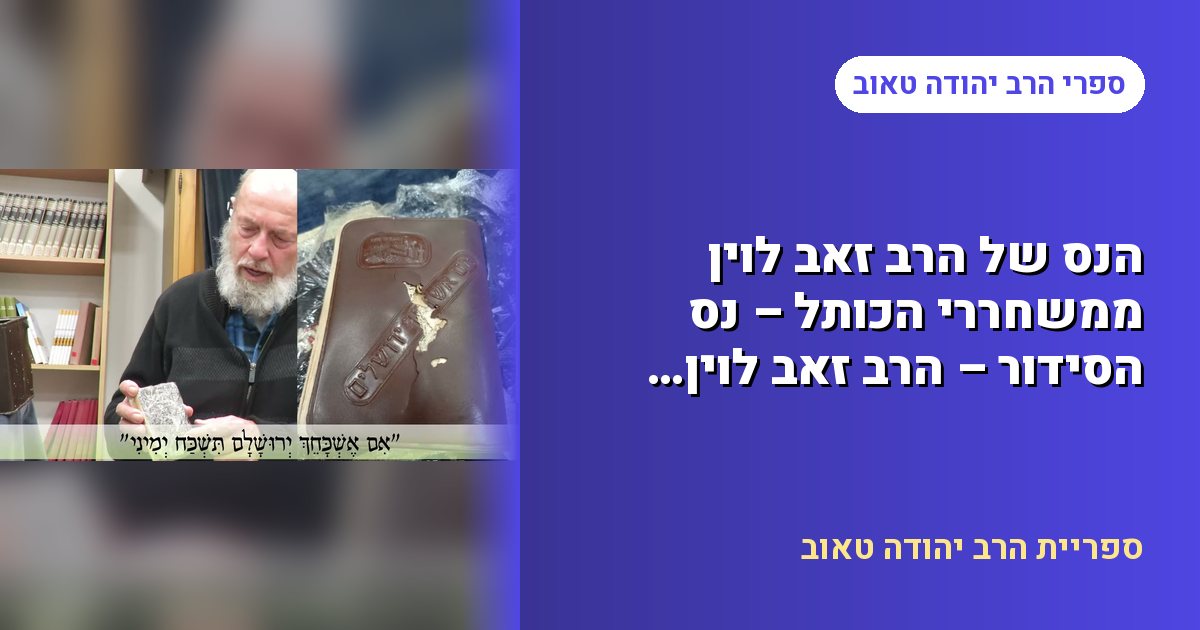 ספרי הרב יהודה טאוב
הנס של הרב זאב לוין
ממשחררי הכותל – נס
הסידור – הרב זאב לוין...
ירושלים
"אִם אֶשְׁכָּחֵךְ יְרוּשָׁלָם תִּשְׁכַּח יְמִינִי"
ספריית הרב יהודה טאוב